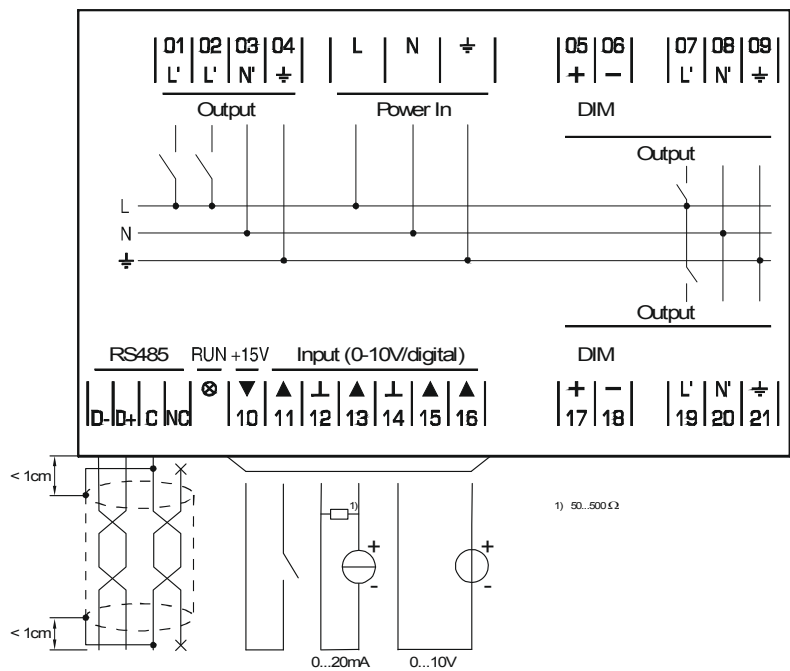 01 02 03 04 L N ⏚ 05 06 07 08 09
L' L' N' ⏚ + − L' N' ⏚
Output Power In DIM
Output
L
N
⏚
Output
RS485 RUN +15V Input (0-10V/digital) DIM
⊗ ▼ ▲ ⊥ ▲ ⊥ ▲ ▲ + − L' N' ⏚
D- D+ C NC 10 11 12 13 14 15 16 17 18 19 20 21
< 1cm
1)
1) 50...500 Ω
+ +
- -
< 1cm
0...20mA 0...10V